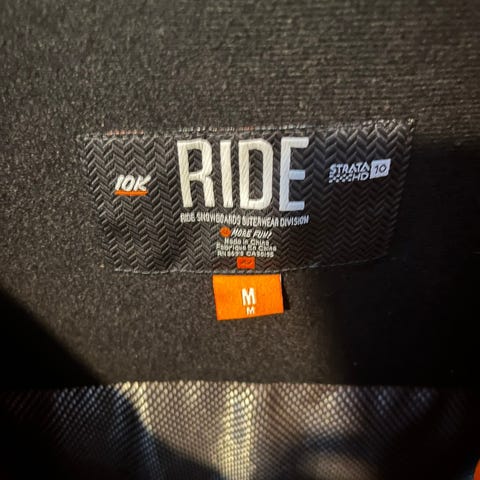 10K
RIDE
STRATA HD 10
RIDE SNOWBOARDS OUTERWEAR DIVISION
MORE FUN!
Made in China
Fabriqué En Chine
M
M